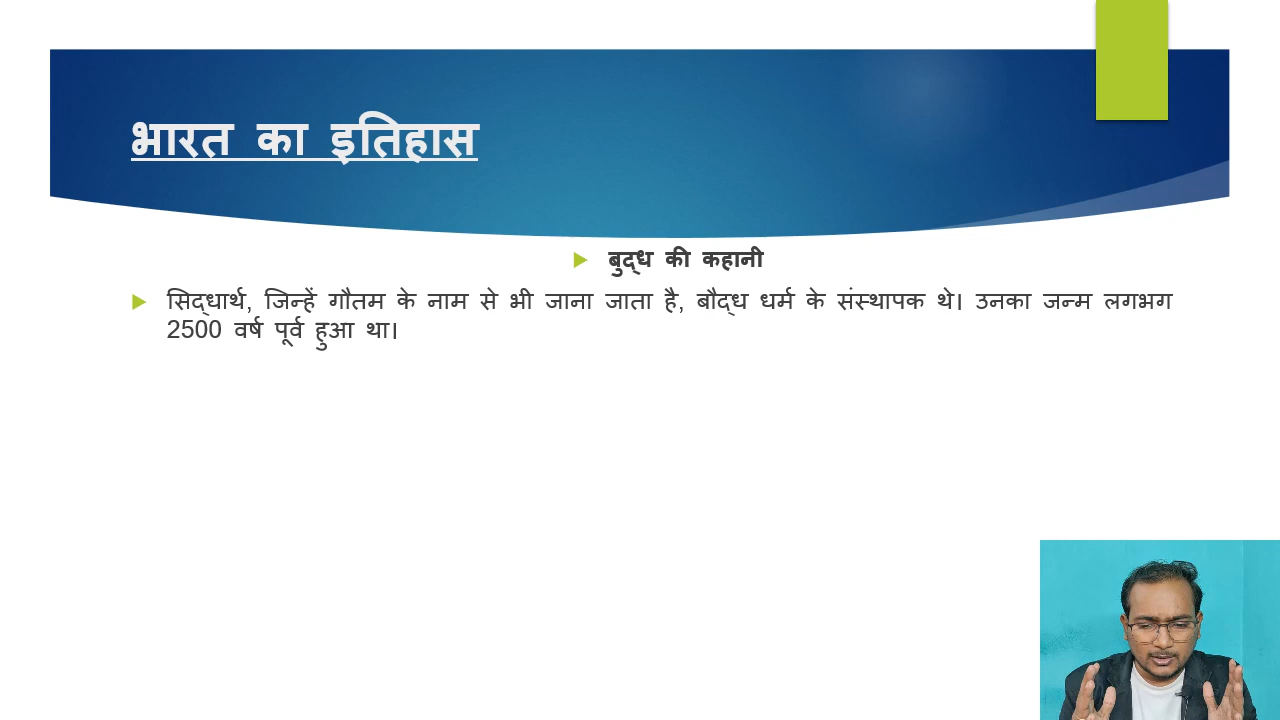 भारत का इतिहास
बुद्ध की कहानी
सिद्धार्थ, जिन्हें गौतम के नाम से भी जाना जाता है, बौद्ध धर्म के संस्थापक थे। उनका जन्म लगभग
2500 वर्ष पूर्व हुआ था।